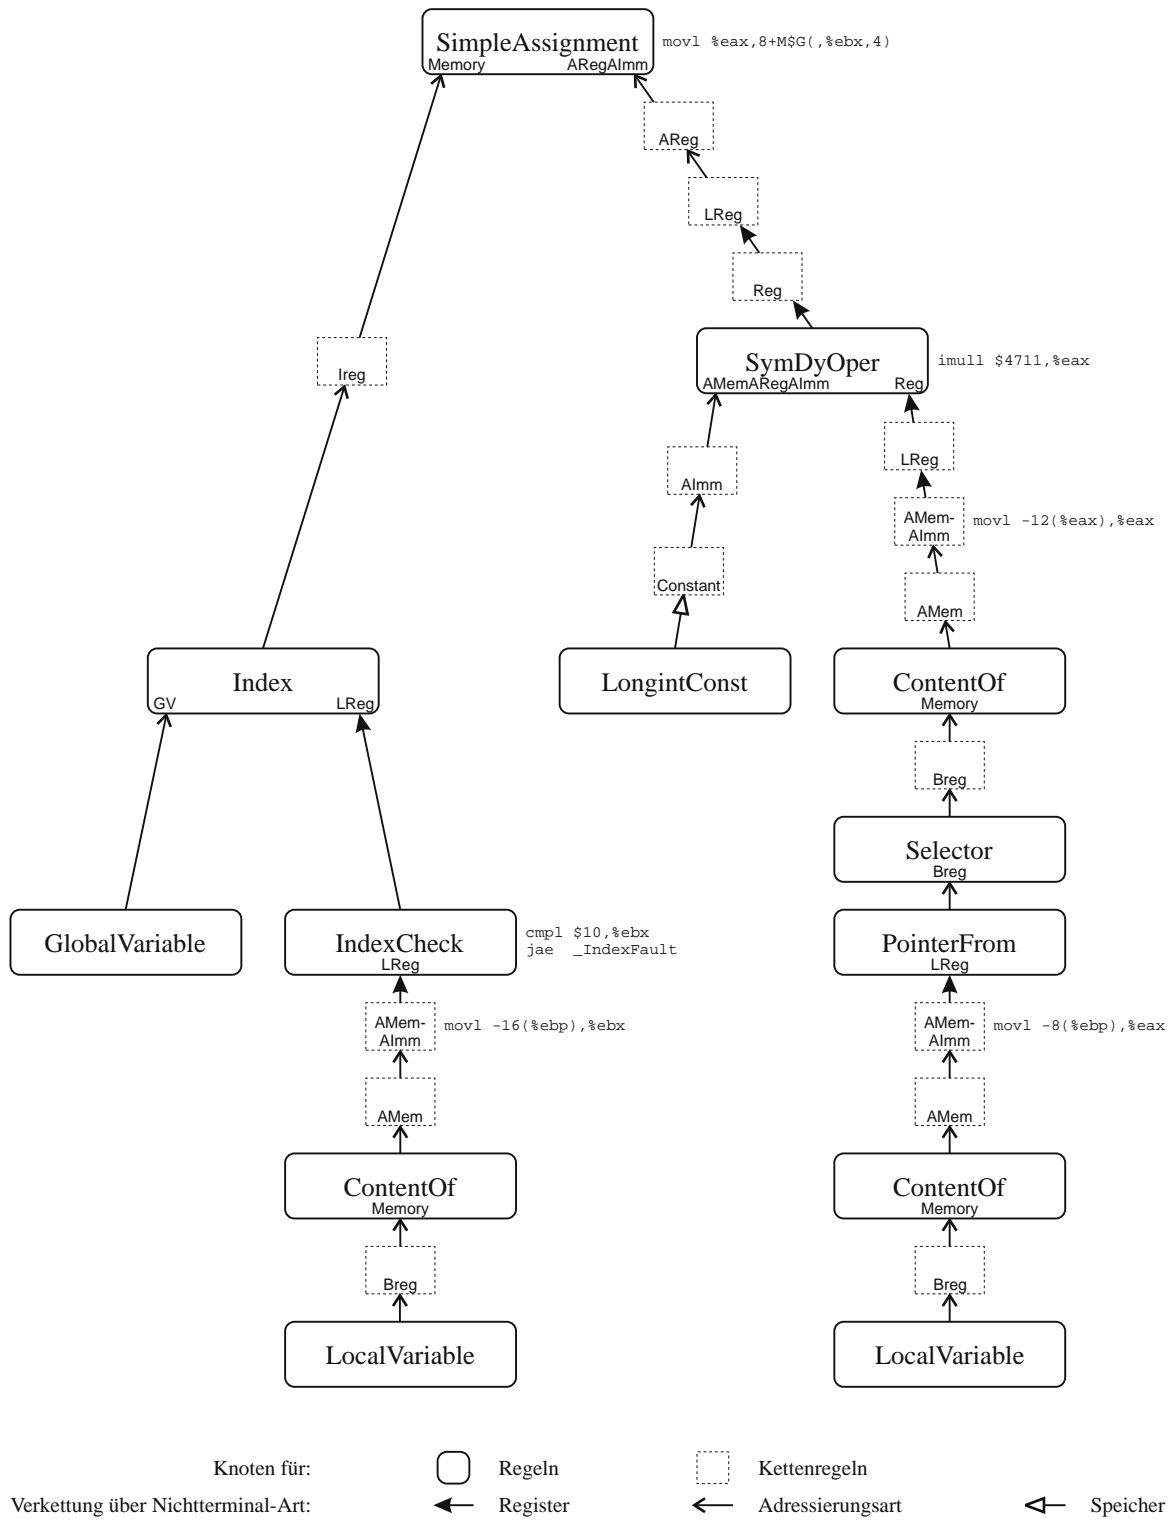 SimpleAssignment
movl %eax,8+M$G(,%ebx,4)
Memory ARegAImm
AReg
LReg
Reg
Ireg
SymDyOper
imull $4711,%eax
AMemARegAImm Reg
LReg
AImm
AMem-
AImm
movl -12(%eax),%eax
Constant
AMem
Index
GV LReg
LongintConst
ContentOf
Memory
Breg
Selector
Breg
GlobalVariable
IndexCheck
LReg
cmpl $10,%ebx
jae _IndexFault
PointerFrom
LReg
AMem-
AImm
movl -16(%ebp),%ebx
AMem-
AImm
movl -8(%ebp),%eax
AMem
AMem
ContentOf
Memory
ContentOf
Memory
Breg
Breg
LocalVariable
LocalVariable
Knoten für: Regeln Kettenregeln
Verkettung über Nichtterminal-Art: Register Adressierungsart Speicher